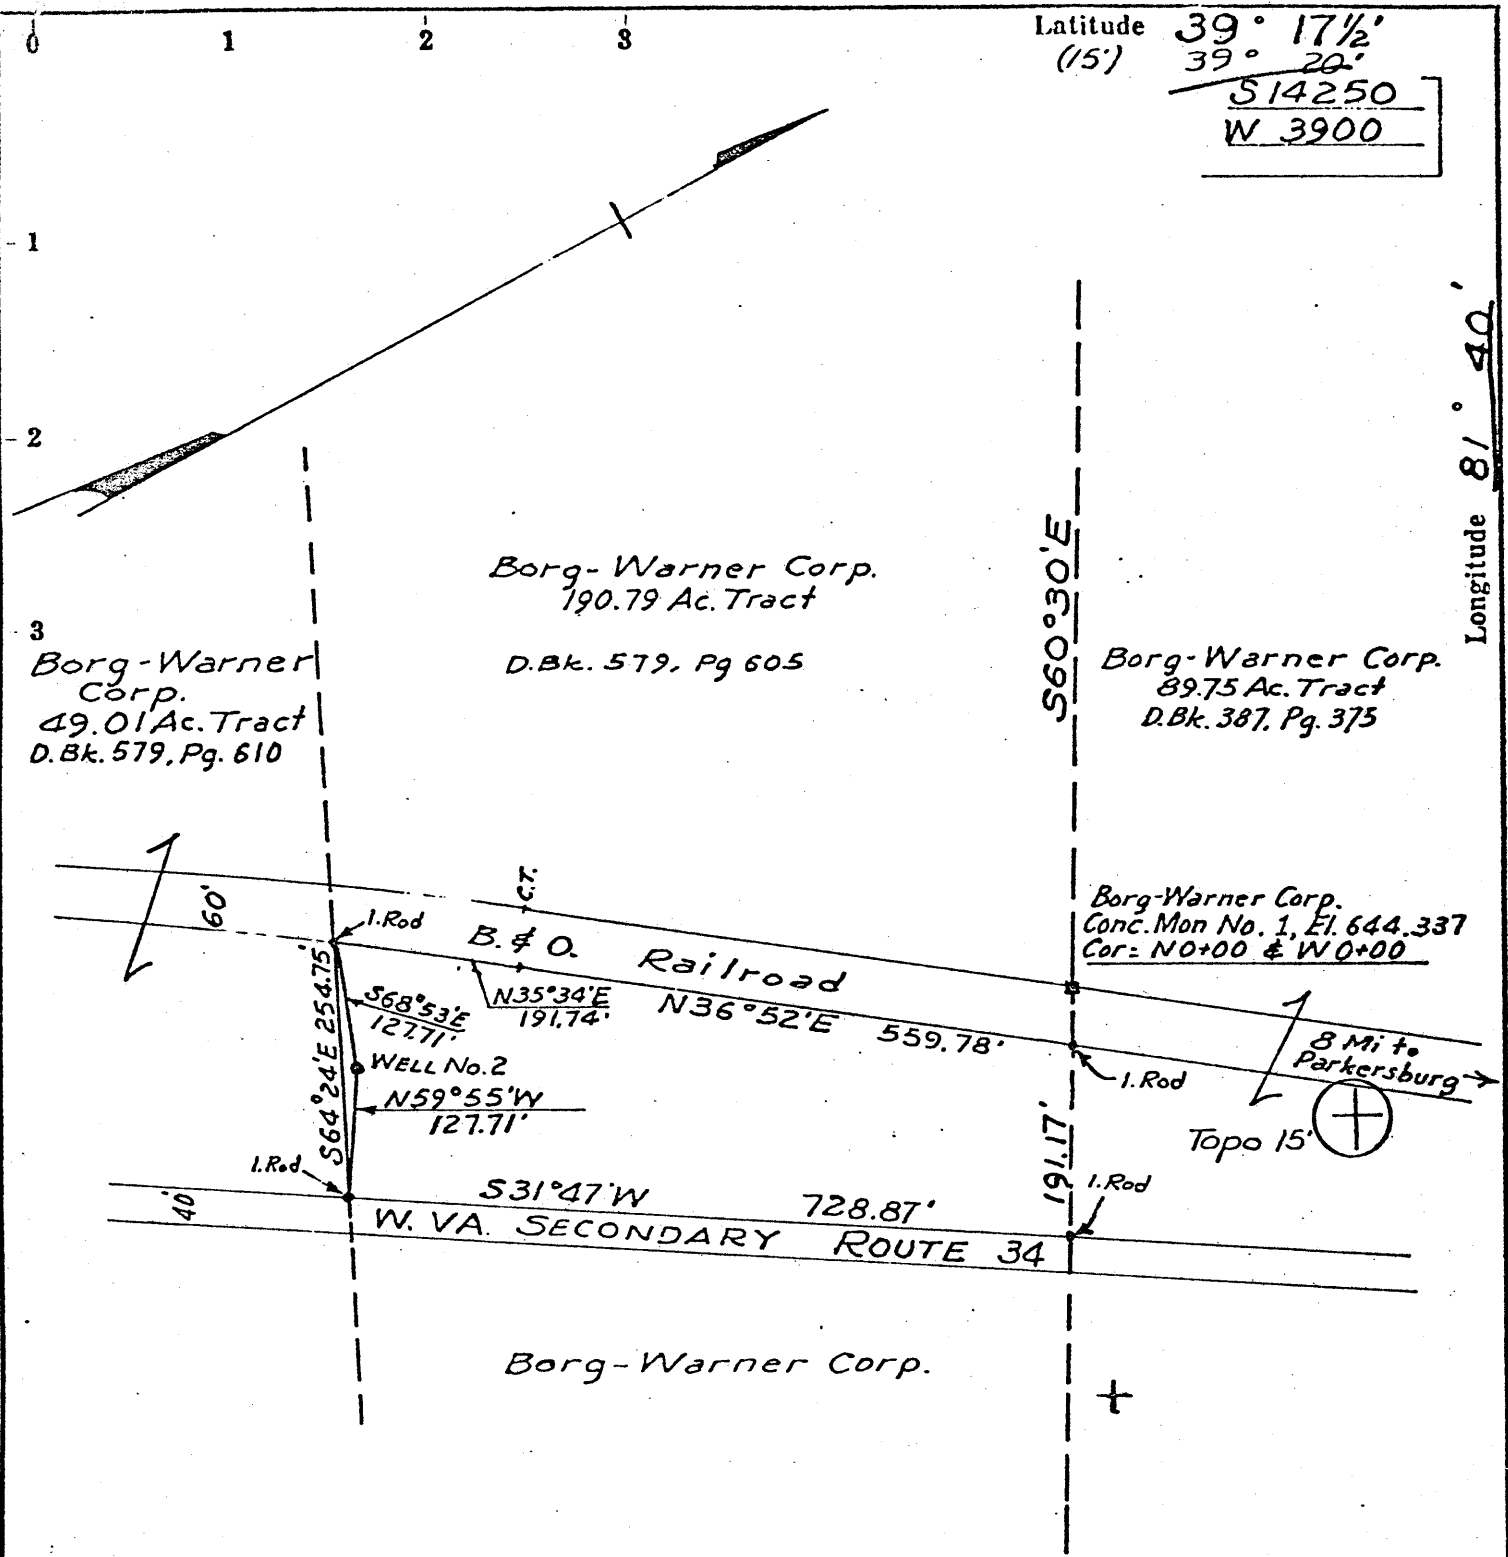 0 1 2 3
Latitude 39° 17½'
(15') 39° 20'
S 14250
W 3900
- 1
- 2
- 3
Longitude 81° 40'
Borg-Warner Corp.
190.79 Ac. Tract
D.Bk. 579, Pg 605
S60°30'E
Borg-Warner
Corp.
49.01 Ac. Tract
D.Bk. 579, Pg. 610
Borg-Warner Corp.
89.75 Ac. Tract
D.Bk. 387, Pg. 375
60'
I.Rod
C.T.
B. & O. Railroad
Borg-Warner Corp.
Conc. Mon No. 1, El. 644.337
Cor= N0+00 & W0+00
S64°24'E 254.75'
S68°53'E
127.71'
N35°34'E
191.74'
N36°52'E 559.78'
WELL No. 2
N59°55'W
127.71'
I.Rod
8 Mi to
Parkersburg
Topo 15'
191.17'
I.Rod
I.Rod
40'
S31°47'W 728.87'
W. VA. SECONDARY ROUTE 34
Borg-Warner Corp.